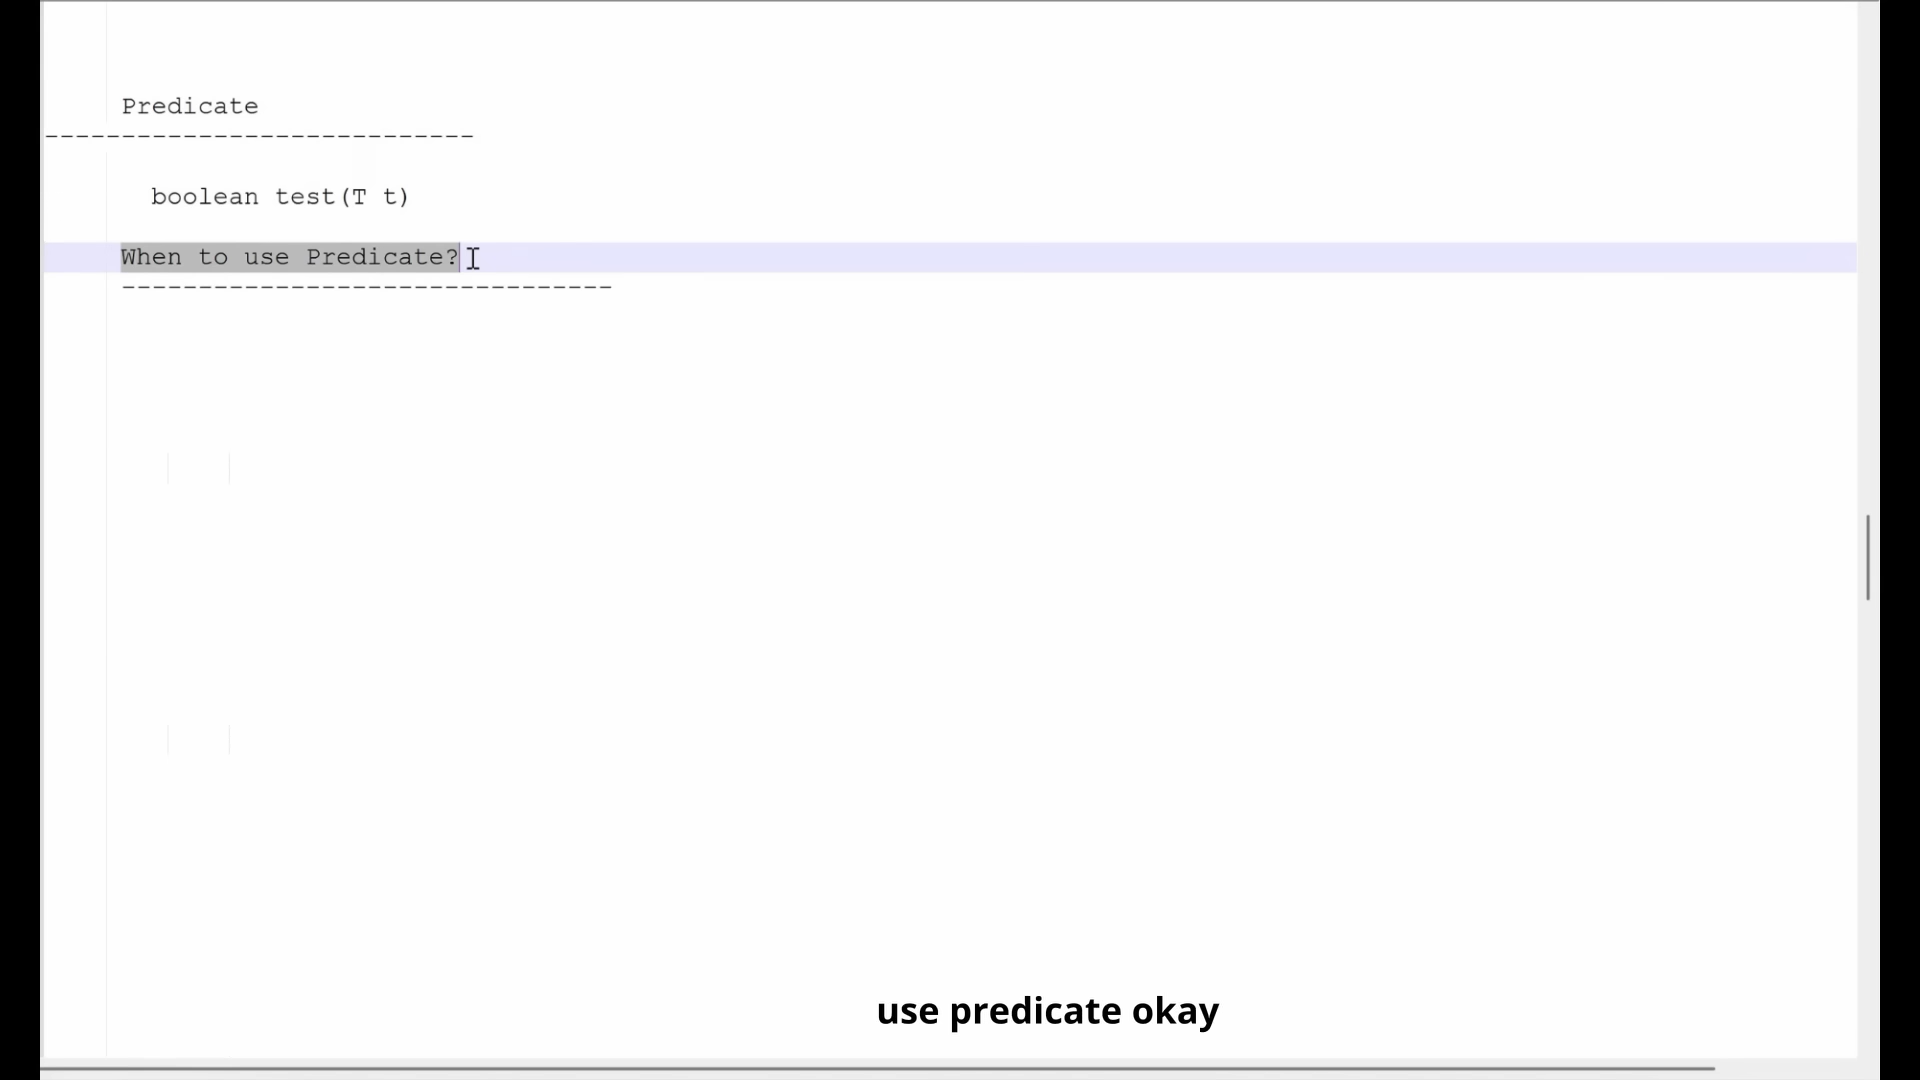 Predicate
----------------------------
boolean test(T t)
When to use Predicate?
--------------------------------
use predicate okay